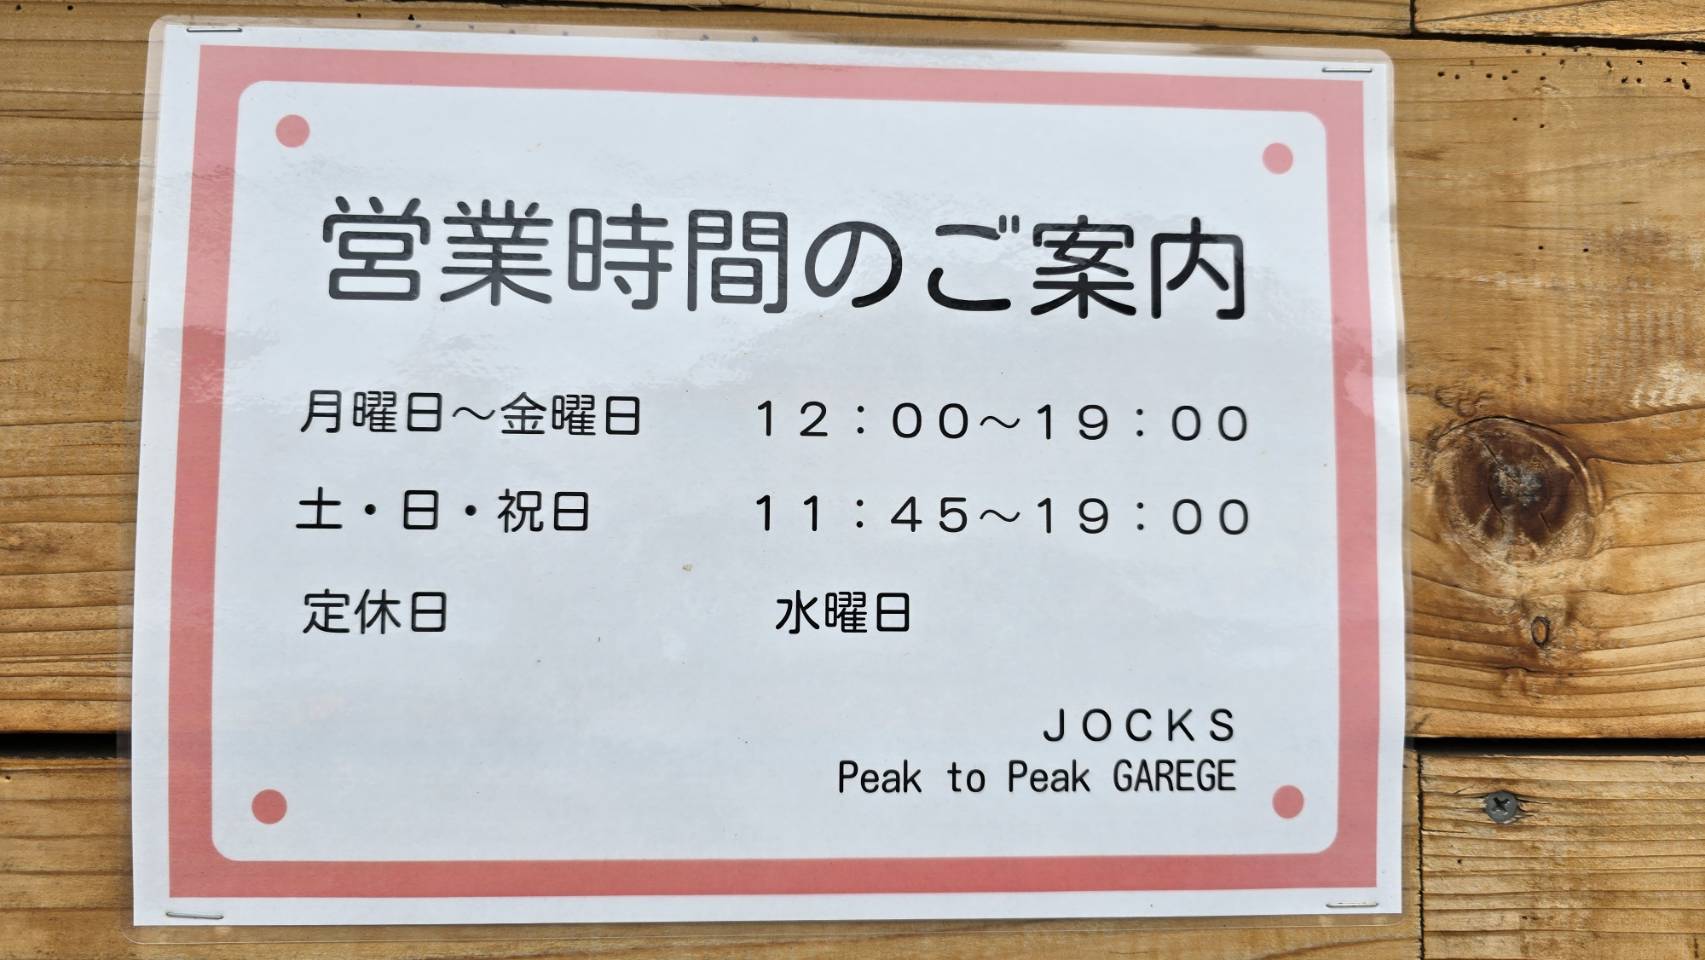 営業時間のご案内
月曜日～金曜日　１２：００～１９：００
土・日・祝日　１１：４５～１９：００
定休日　水曜日
ＪＯＣＫＳ
Peak to Peak GAREGE